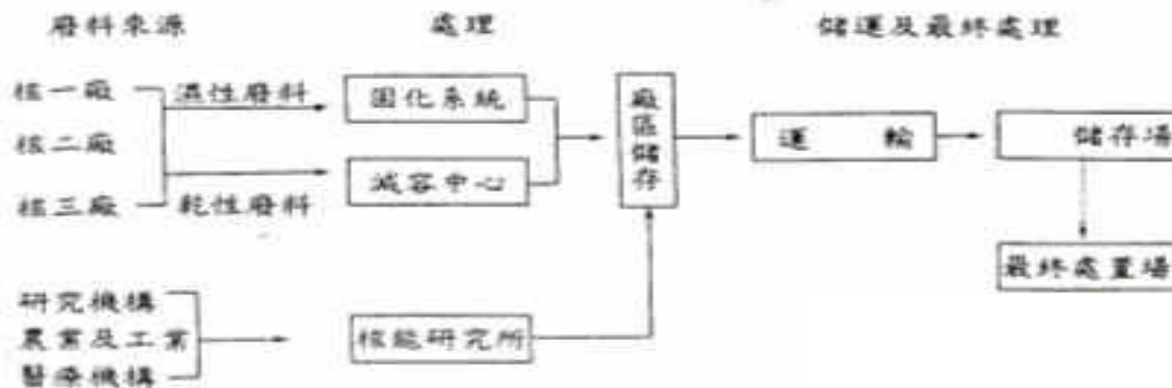 廢料來源 處理 儲運及最終處理
核一廠 濕性廢料 固化系統
核二廠
核三廠 乾性廢料 減容中心
廠區儲存
運輸
儲存場
最終處置場
研究機構
農業及工業
醫療機構
核能研究所